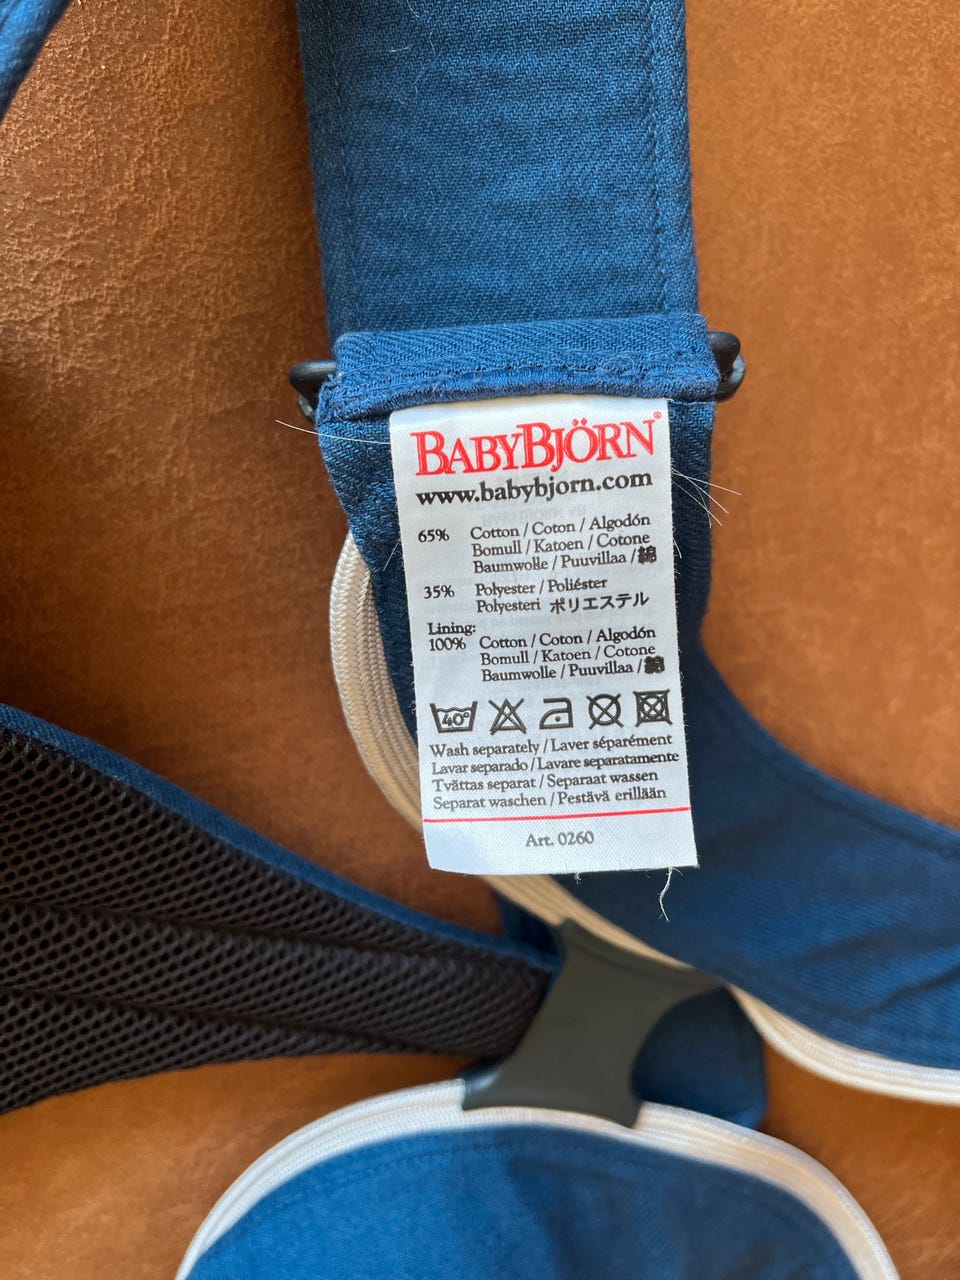 BABYBJÖRN®
www.babybjorn.com
65% Cotton / Coton / Algodón
Bomull / Katoen / Cotone
Baumwolle / Puuvillaa / 綿
35% Polyester / Poliéster
Polyesteri ポリエステル
Lining:
100% Cotton / Coton / Algodón
Bomull / Katoen / Cotone
Baumwolle / Puuvillaa / 綿
40°
Wash separately / Laver séparément
Lavar separado / Lavare separatamente
Tvättas separat / Separaat wassen
Separat waschen / Pestävä erillään
Art. 0260